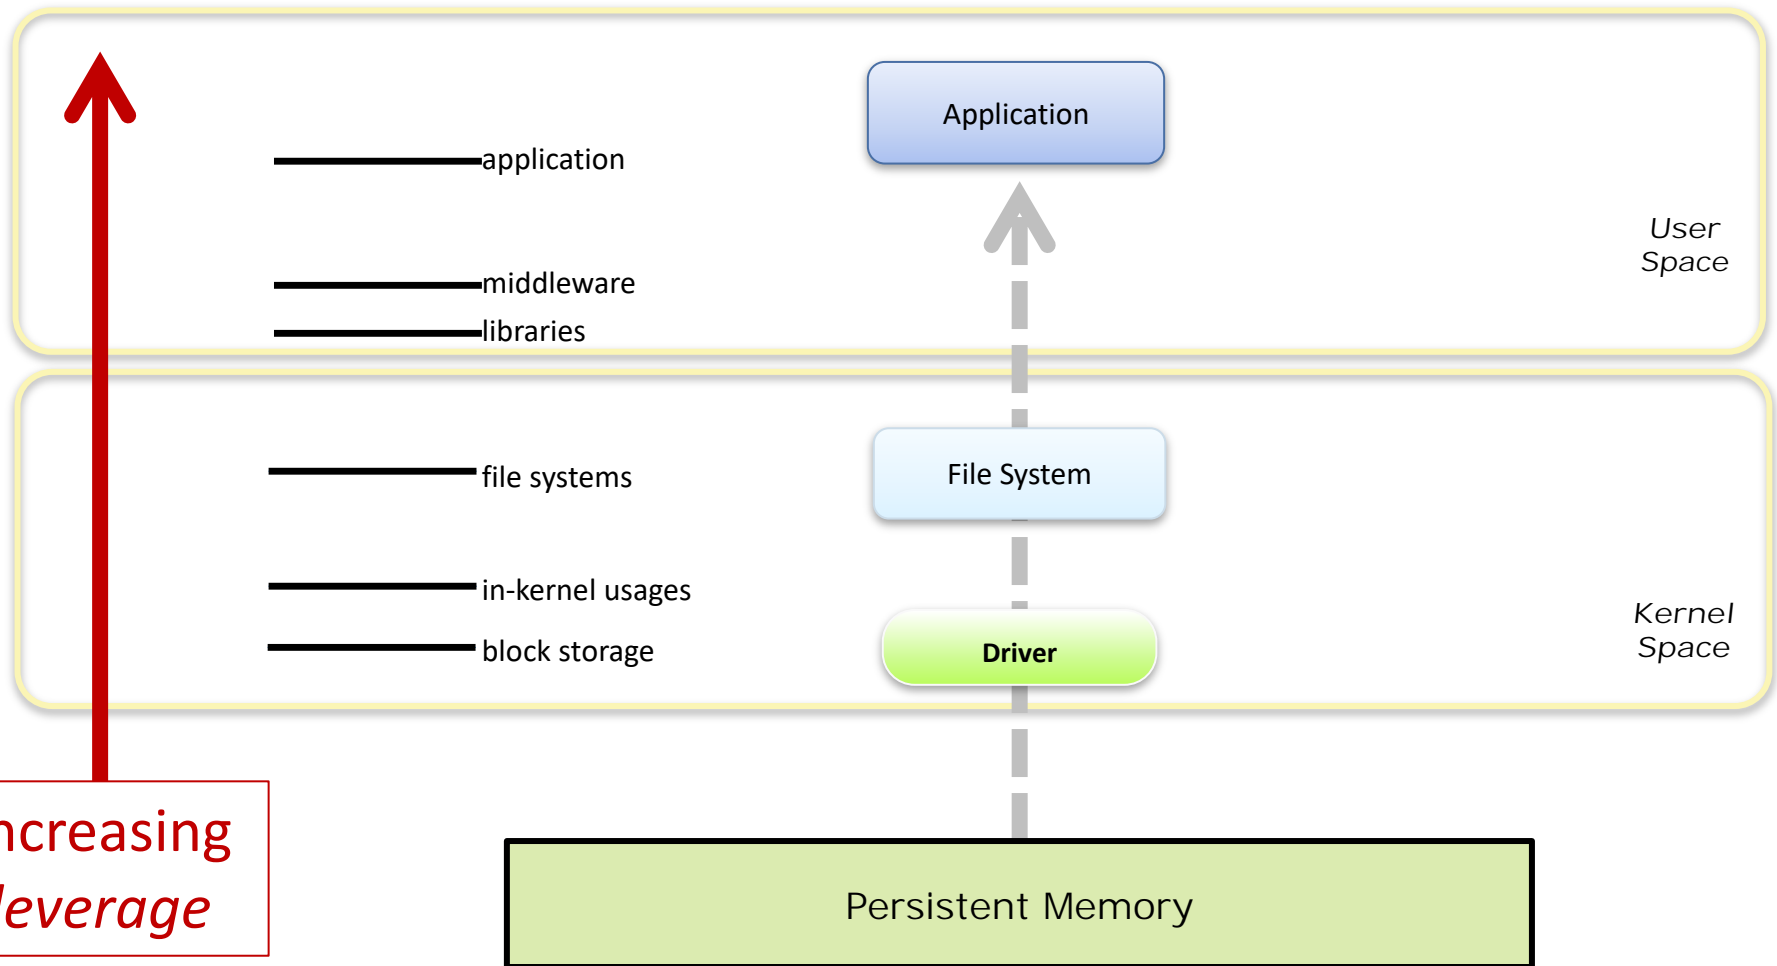 Application
application
User
Space
middleware
libraries
file systems
File System
in-kernel usages
Kernel
Space
block storage
Driver
ncreasing
leverage
Persistent Memory